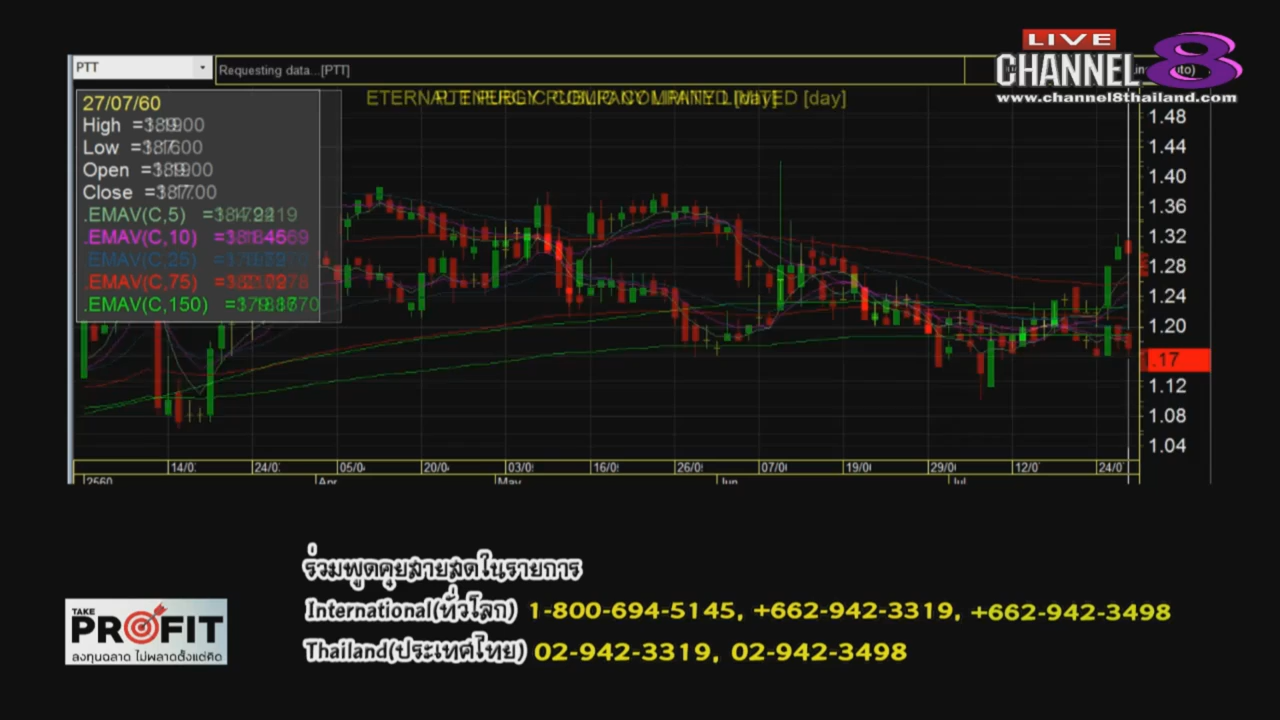 PTT
Requesting data...[PTT]
LIVE
CHANNEL 8
www.channel8thailand.com
27/07/60
High =
Low =
Open =
Close =
.EMAV(C,5) =
.EMAV(C,10) =
.EMAV(C,25) =
.EMAV(C,75) =
.EMAV(C,150) =
1.48
1.44
1.40
1.36
1.32
1.28
1.24
1.20
1.17
1.12
1.08
1.04
14/0 24/0 05/0 20/0 03/0 16/0 26/0 07/0 19/0 29/0 12/0 24/0
2560 Apr May Jun Jul
ร่วมพูดคุยสายสดในรายการ
International(ทั่วโลก) 1-800-694-5145, +662-942-3319, +662-942-3498
Thailand(ประเทศไทย) 02-942-3319, 02-942-3498
TAKE
PROFIT
ลงทุนฉลาด ไม่พลาดตั้งแต่คิด